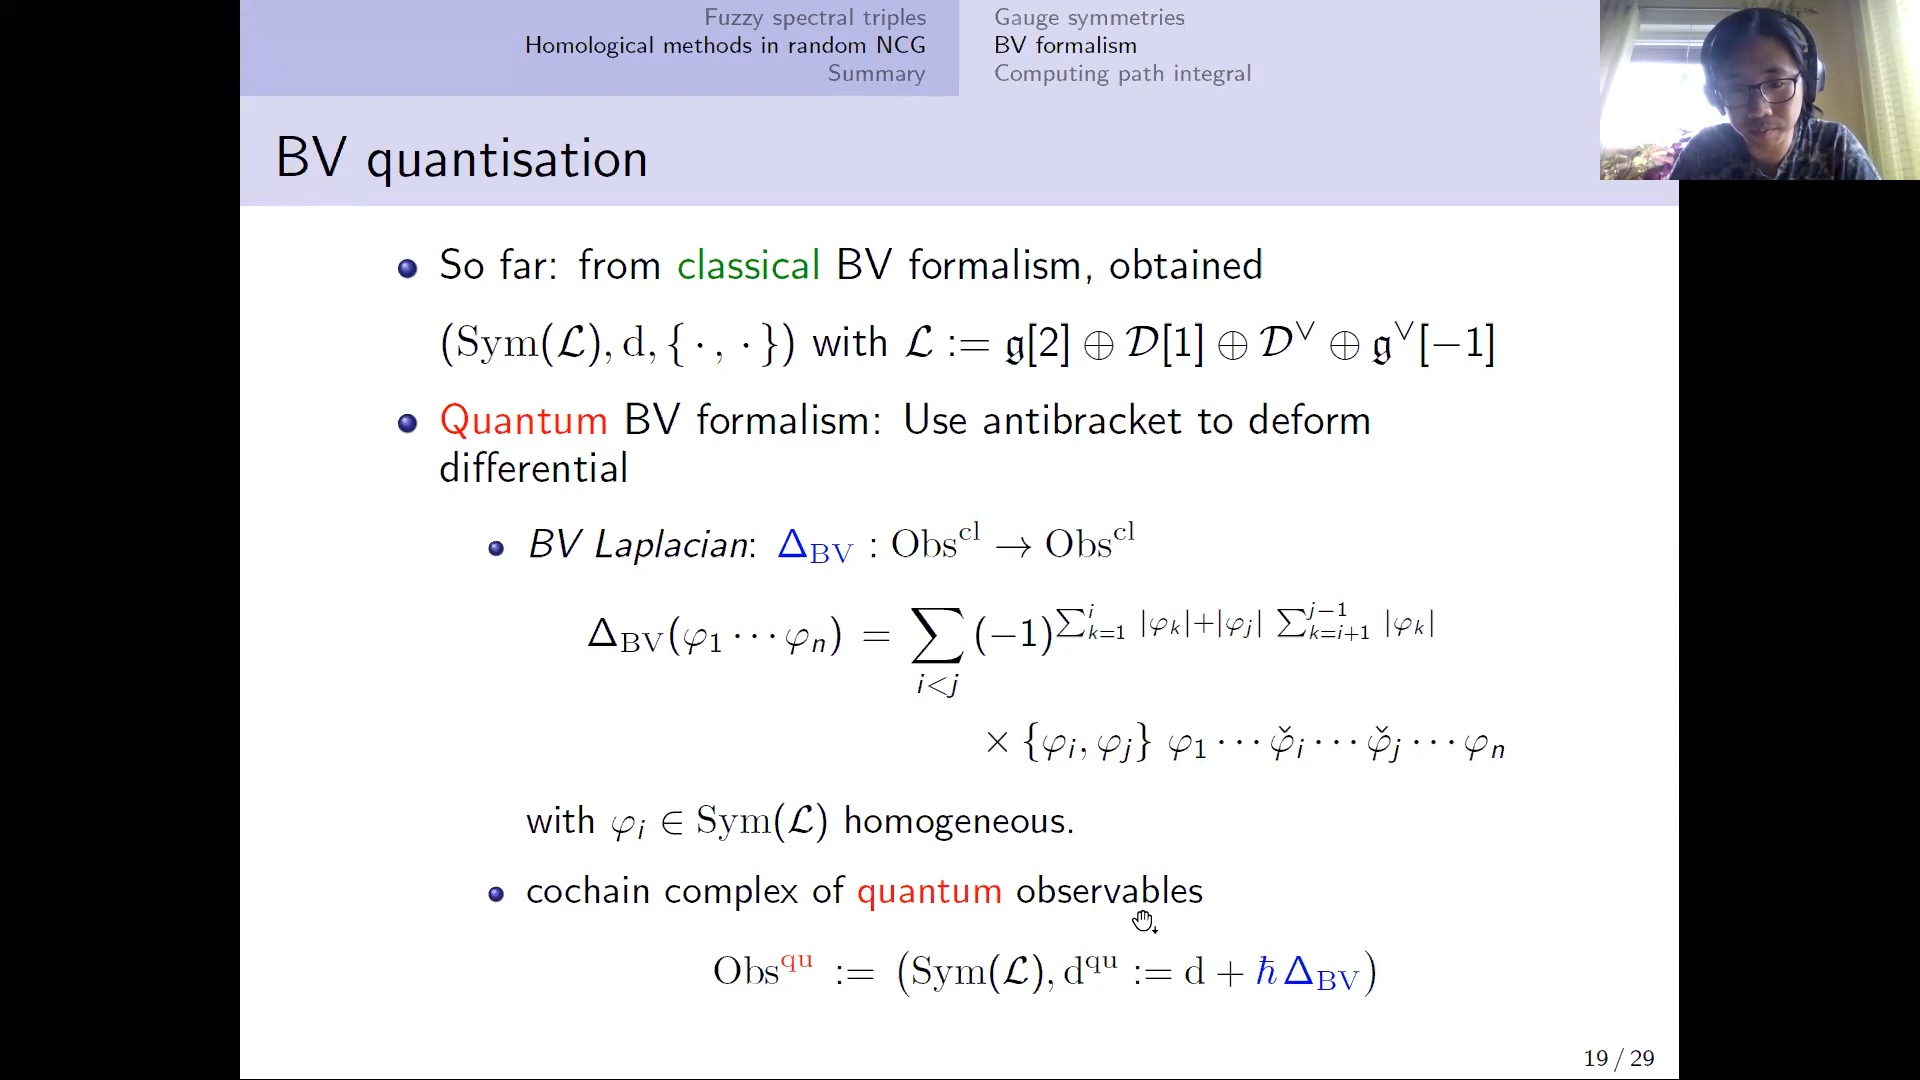 Fuzzy spectral triples
Homological methods in random NCG
Summary
Gauge symmetries
BV formalism
Computing path integral
BV quantisation
So far: from classical BV formalism, obtained
(Sym(𝓛), d, { · , · }) with 𝓛 := 𝔤[2] ⊕ 𝒟[1] ⊕ 𝒟^∨ ⊕ 𝔤^∨[−1]
Quantum BV formalism: Use antibracket to deform
differential
BV Laplacian: Δ_BV : Obs^cl → Obs^cl
Δ_BV(φ_1 ··· φ_n) = ∑_{i<j} (−1)^{∑_{k=1}^{i} |φ_k|+|φ_j| ∑_{k=i+1}^{j−1} |φ_k|}
× {φ_i, φ_j} φ_1 ··· φ̌_i ··· φ̌_j ··· φ_n
with φ_i ∈ Sym(𝓛) homogeneous.
cochain complex of quantum observables
Obs^qu := (Sym(𝓛), d^qu := d + ℏ Δ_BV)
19 / 29